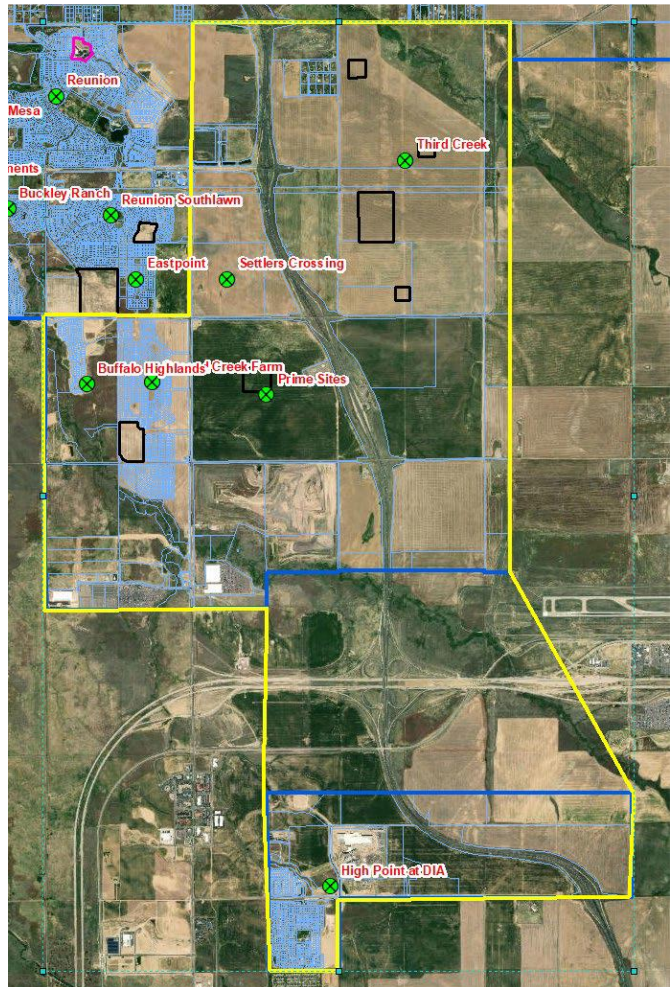 Reunion
Mesa
Third Creek
nents
Buckley Ranch
Reunion Southlawn
Eastpoint
Settlers Crossing
Buffalo Highlands
l Creek Farm
Prime Sites
High Point at DIA